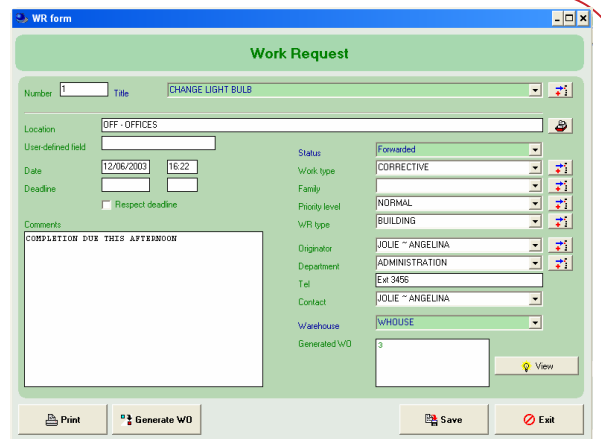 WR form
Work Request
Number 1 Title CHANGE LIGHT BULB
Location OFF - OFFICES
User-defined field
Status Forwarded
Date 12/06/2003 16:22
Work type CORRECTIVE
Deadline
Family
Respect deadline
Priority level NORMAL
WR type BUILDING
Comments
COMPLETION DUE THIS AFTERNOON
Originator JOLIE ~ ANGELINA
Department ADMINISTRATION
Tel Ext 3456
Contact JOLIE ~ ANGELINA
Warehouse WHOUSE
Generated WO 3
View
Print Generate WO Save Exit